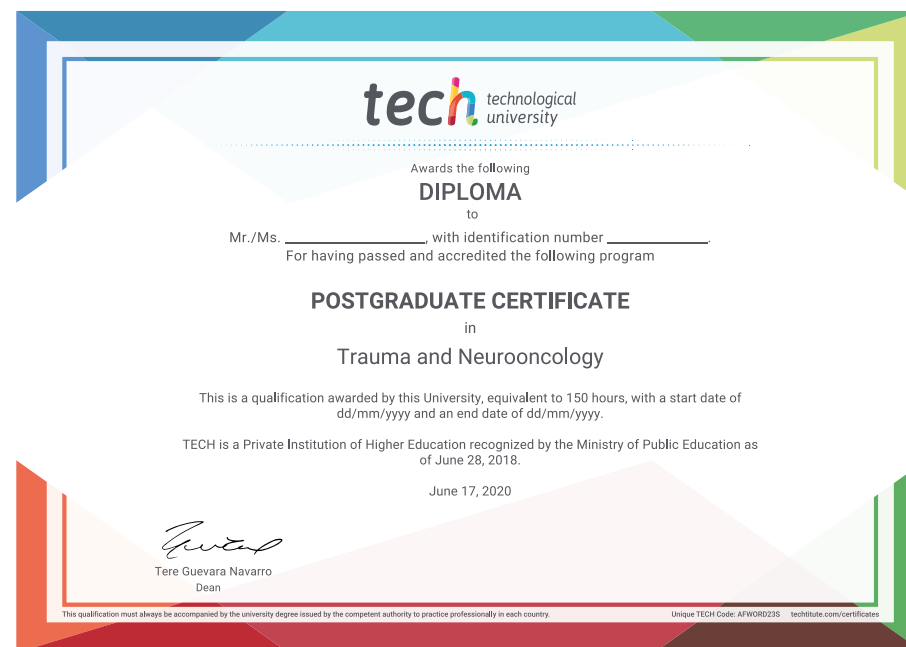 tech technological
university
Awards the following
DIPLOMA
to
Mr./Ms. ____________________, with identification number ______________.
For having passed and accredited the following program
POSTGRADUATE CERTIFICATE
in
Trauma and Neurooncology
This is a qualification awarded by this University, equivalent to 150 hours, with a start date of
dd/mm/yyyy and an end date of dd/mm/yyyy.
TECH is a Private Institution of Higher Education recognized by the Ministry of Public Education as
of June 28, 2018.
June 17, 2020
Tere Guevara Navarro
Dean
This qualification must always be accompanied by the university degree issued by the competent authority to practice professionally in each country. Unique TECH Code: AFWORD23S techtitute.com/certificates